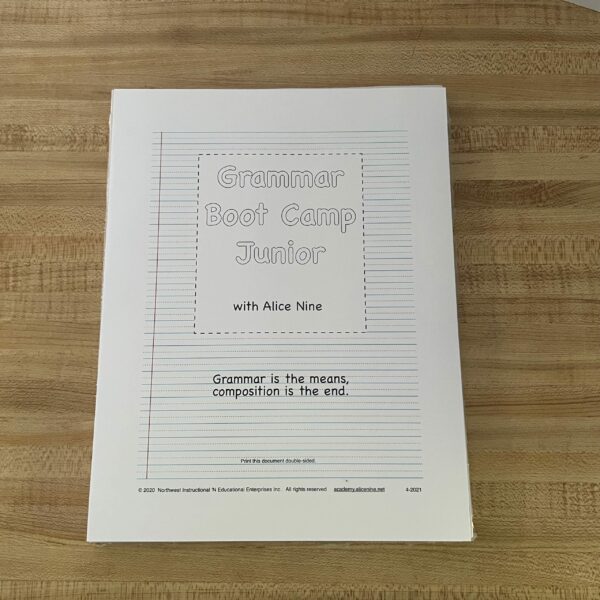 Grammar
Boot Camp
Junior
with Alice Nine
Grammar is the means,
composition is the end.
Print this document double-sided.
© 2020 Northwest Instructional 'N Educational Enterprises Inc. All rights reserved academy.alicenine.net 4-2021